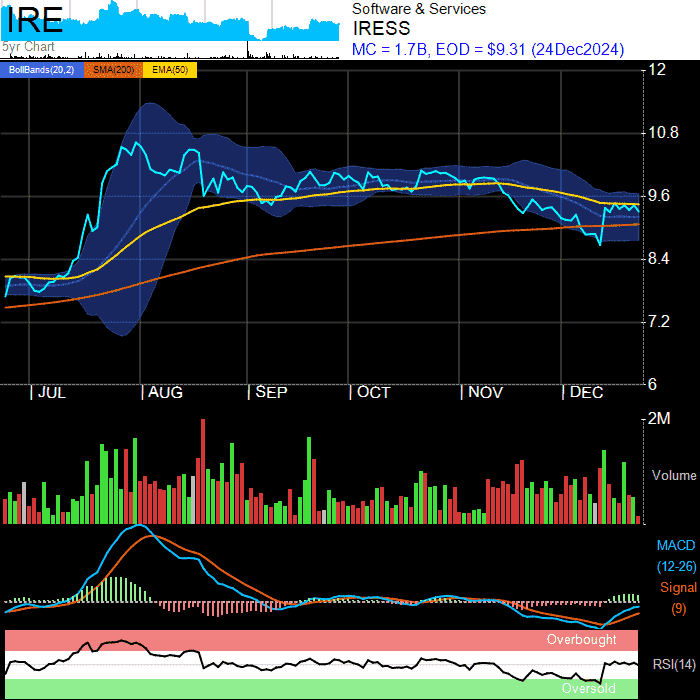 IRE
5yr Chart
Software & Services
IRESS
MC = 1.7B, EOD = $9.31 (24Dec2024)
BollBands(20,2) SMA(200) EMA(50)
12
10.8
9.6
8.4
7.2
6
JUL AUG SEP OCT NOV DEC
2M
Volume
MACD
(12-26)
Signal
(9)
Overbought
RSI(14)
Oversold